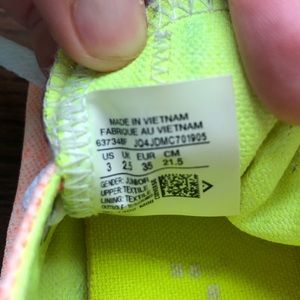 MADE IN VIETNAM
FABRIQUE AU VIETNAM
JQ4JDMC701905
US UK EUR CM
3 2.5 35 21.5
GENDER: JUNIOR
UPPER: TEXTILE
LINING: TEXTILE